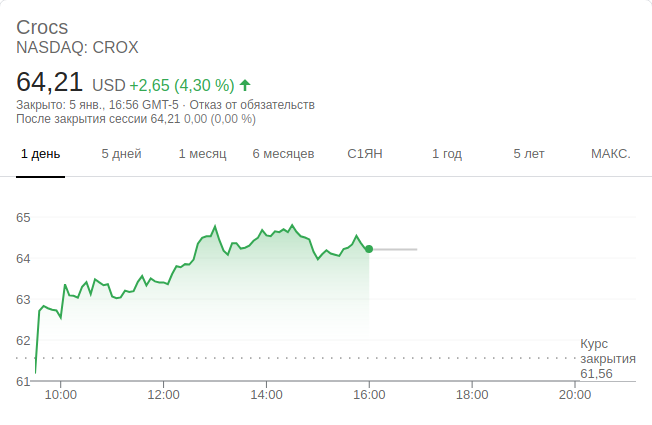 Crocs
NASDAQ: CROX
64,21 USD +2,65 (4,30 %)
Закрыто: 5 янв., 16:56 GMT-5 · Отказ от обязательств
После закрытия сессии 64,21 0,00 (0,00 %)
1 день 5 дней 1 месяц 6 месяцев С1ЯН 1 год 5 лет МАКС.
65
64
63
62
Курс
закрытия
61,56
61
10:00 12:00 14:00 16:00 18:00 20:00